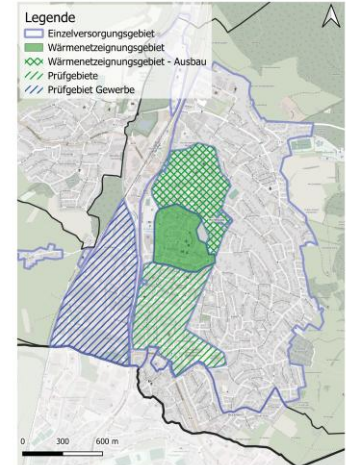 Legende
Einzelversorgungsgebiet
Wärmenetzeignungsgebiet
Wärmenetzeignungsgebiet - Ausbau
Prüfgebiete
Prüfgebiet Gewerbe
0 300 600 m